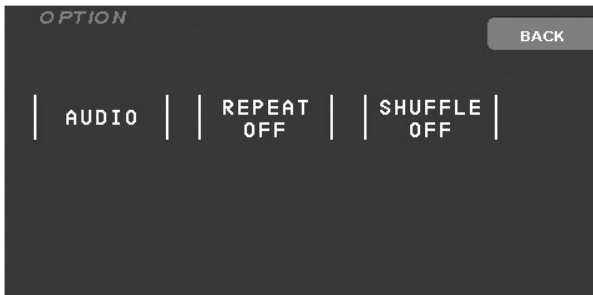 OPTION
BACK
AUDIO
REPEAT
OFF
SHUFFLE
OFF